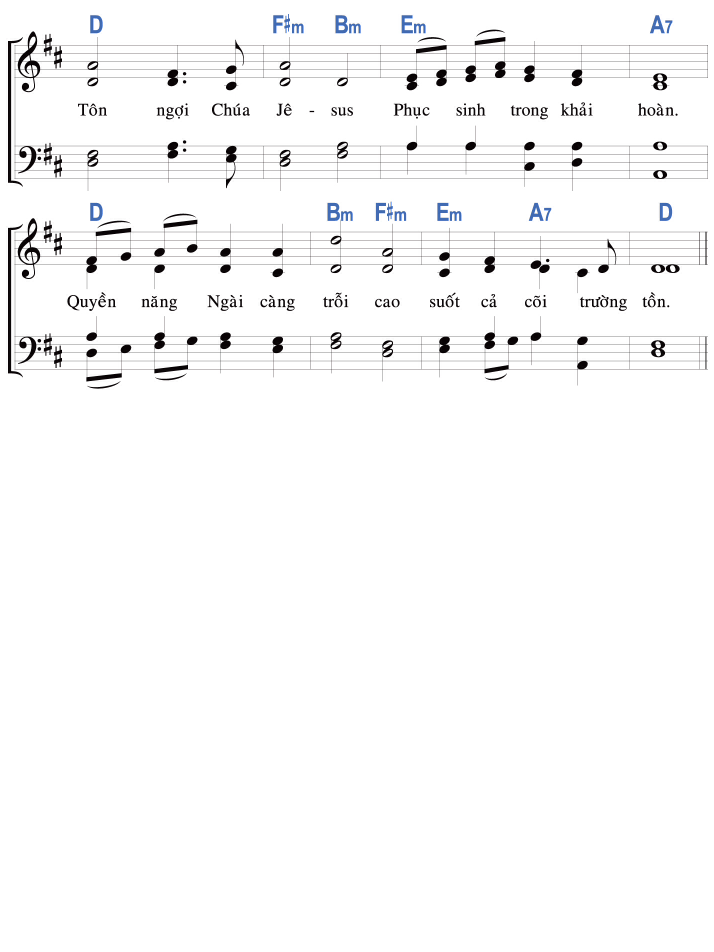 D F♯m Bm Em A7
Tôn ngợi Chúa Jê - sus Phục sinh trong khải hoàn.
D Bm F♯m Em A7 D
Quyền năng Ngài càng trỗi cao suốt cả cõi trường tồn.